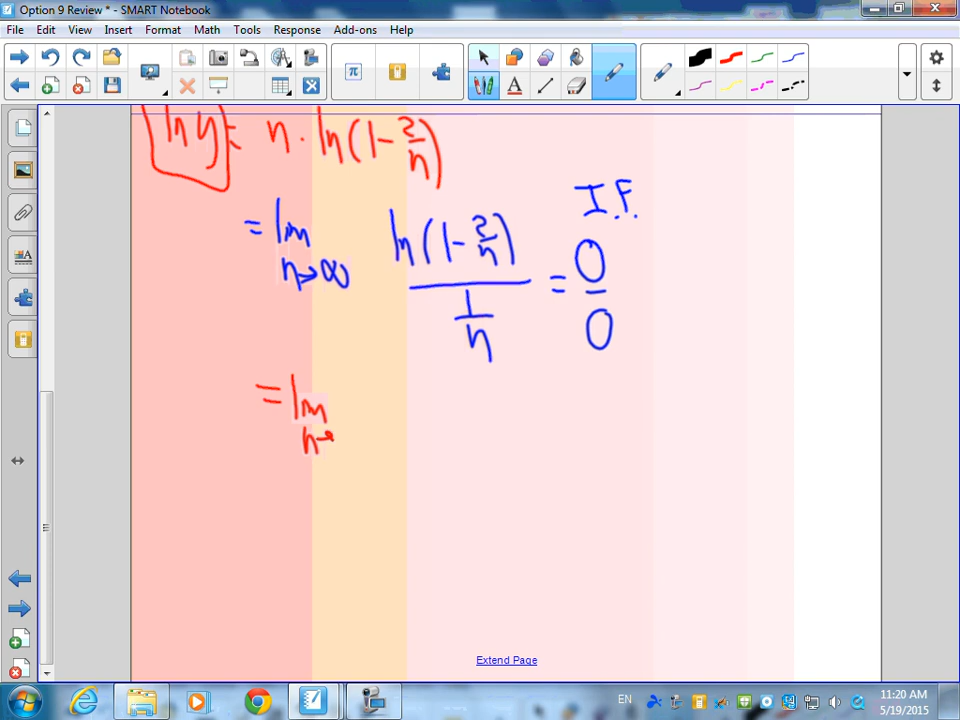 Option 9 Review * - SMART Notebook
File Edit View Insert Format Math Tools Response Add-ons Help
ln y = n · ln(1 - 2/n)
I.F.
= lim n→∞ ln(1 - 2/n) / (1/n) = 0/0
= lim n→
Extend Page
EN
11:20 AM
5/19/2015